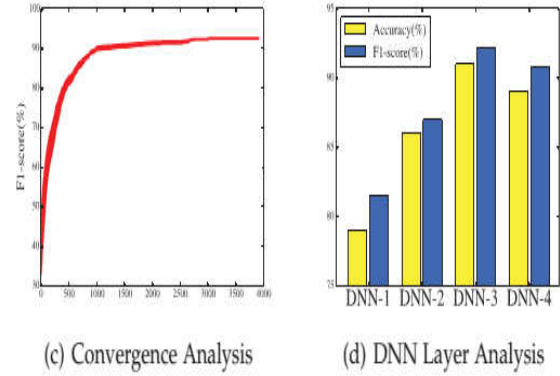 F1-score(%)
100
90
80
70
60
50
40
30
0 500 1000 1500 2000 2500 3000 3500 4000
(c) Convergence Analysis
Accuracy(%)
F1-score(%)
95
90
85
80
75
DNN-1 DNN-2 DNN-3 DNN-4
(d) DNN Layer Analysis